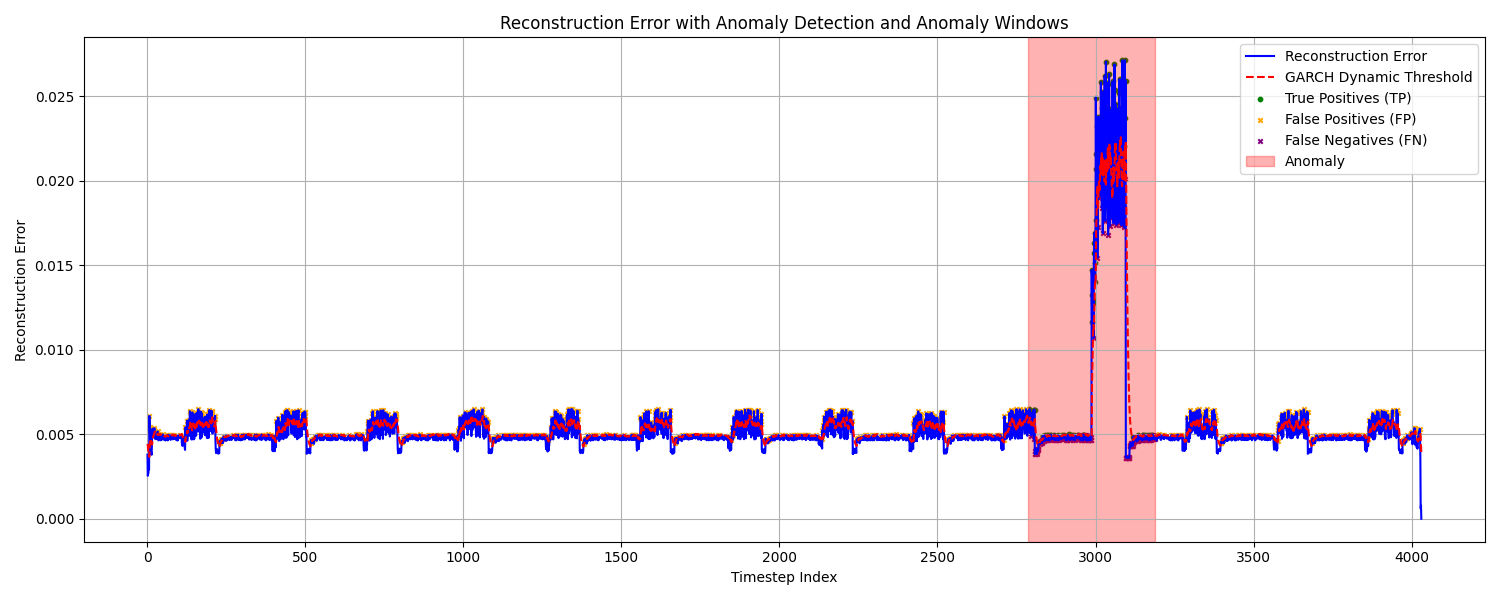 Reconstruction Error with Anomaly Detection and Anomaly Windows
Reconstruction Error
GARCH Dynamic Threshold
True Positives (TP)
False Positives (FP)
False Negatives (FN)
Anomaly
Reconstruction Error
0.025
0.020
0.015
0.010
0.005
0.000
0 500 1000 1500 2000 2500 3000 3500 4000
Timestep Index